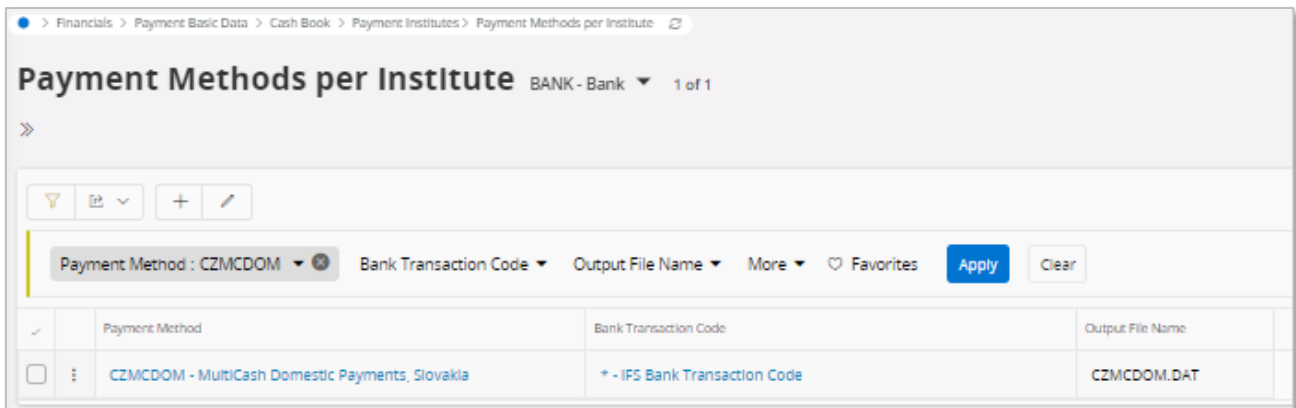 > Financials > Payment Basic Data > Cash Book > Payment Institutes > Payment Methods per Institute
Payment Methods per Institute BANK - Bank 1 of 1
Payment Method : CZMCDOM Bank Transaction Code Output File Name More Favorites Apply Clear
Payment Method Bank Transaction Code Output File Name
CZMCDOM - MultiCash Domestic Payments, Slovakia * - IFS Bank Transaction Code CZMCDOM.DAT